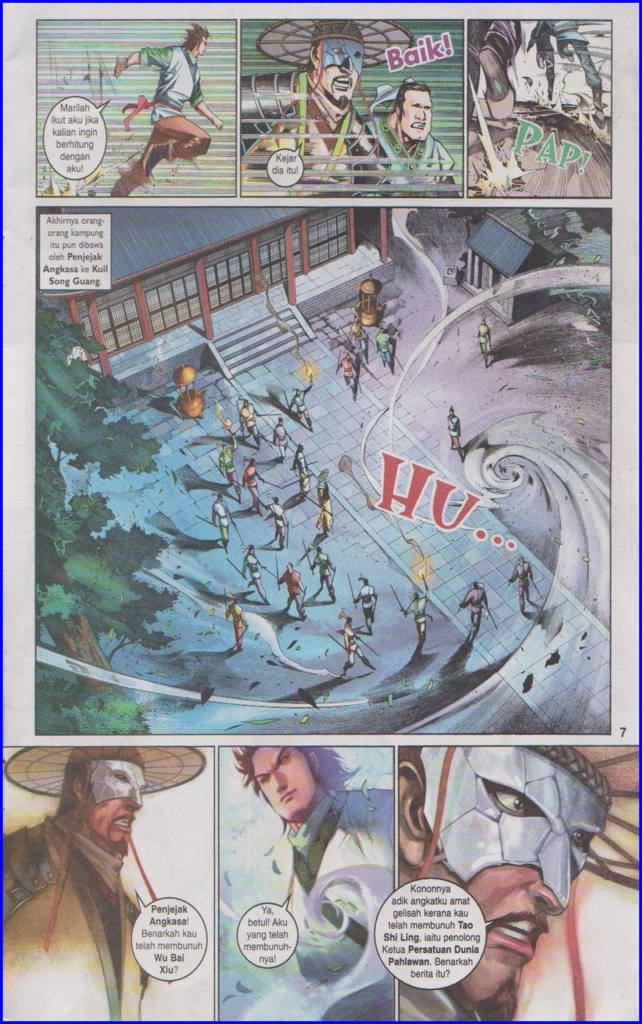 Marilah
ikut aku jika
kalian ingin
berhitung
dengan
aku!
Baik!
Kejar
dia itu!
PAP!
Akhirnya orang-
orang kampung
itu pun dibawa
oleh Penjejak
Angkasa ke Kuil
Song Guang.
HU...
7
Penjejak
Angkasa!
Benarkah kau
telah membunuh
Wu Bai
Xiu?
Ya,
betul! Aku
yang telah
membunuh-
nya!
Kononnya
adik angkatku amat
gelisah kerana kau
telah membunuh Tao
Shi Ling, iaitu penolong
Ketua Persatuan Dunia
Pahlawan. Benarkah
berita itu?